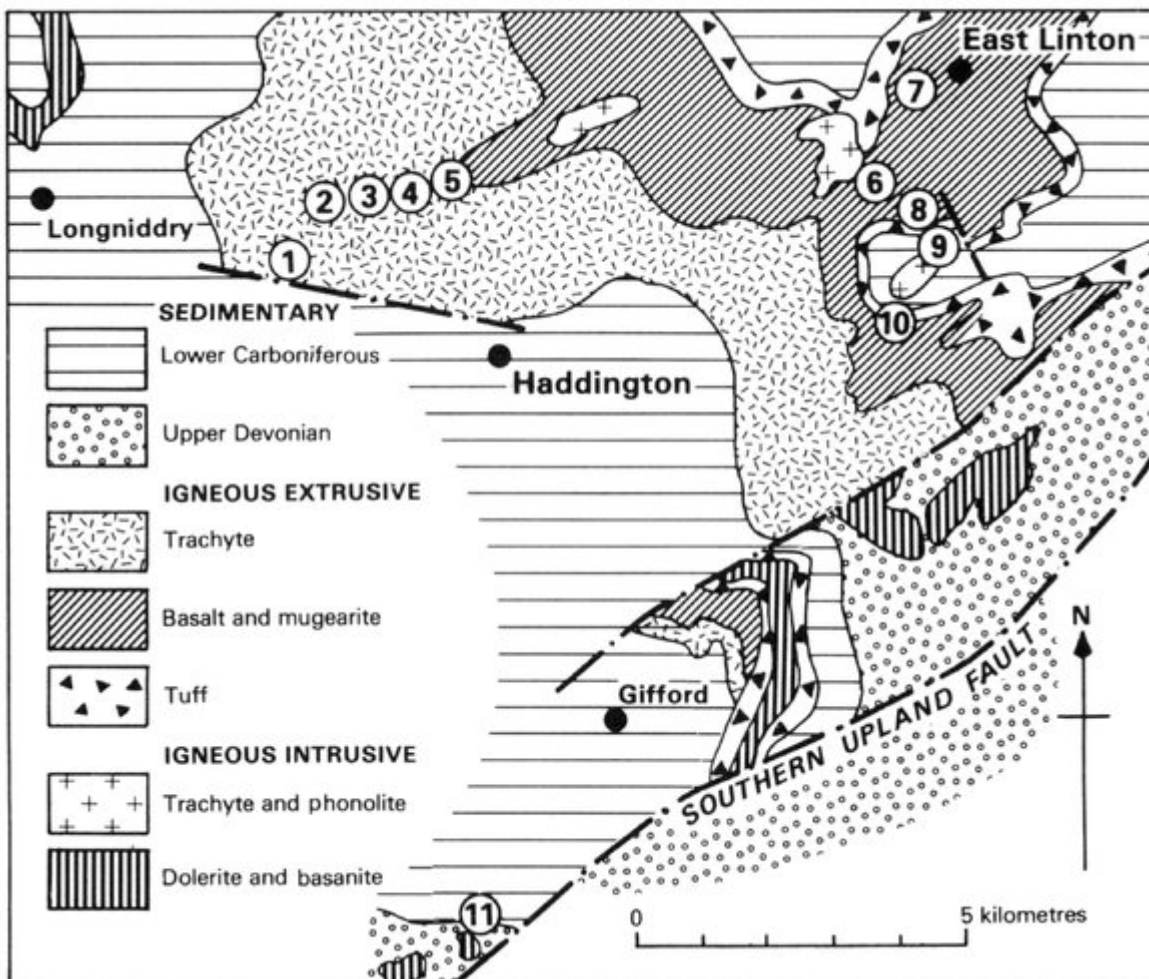 East Linton
7
2 3 4 5
6
Longniddry
8
9
1
10
SEDIMENTARY
Lower Carboniferous
Haddington
Upper Devonian
IGNEOUS EXTRUSIVE
Trachyte
Basalt and mugearite
N
Gifford
Tuff
SOUTHERN UPLAND FAULT
IGNEOUS INTRUSIVE
Trachyte and phonolite
Dolerite and basanite
11
0 5 kilometres